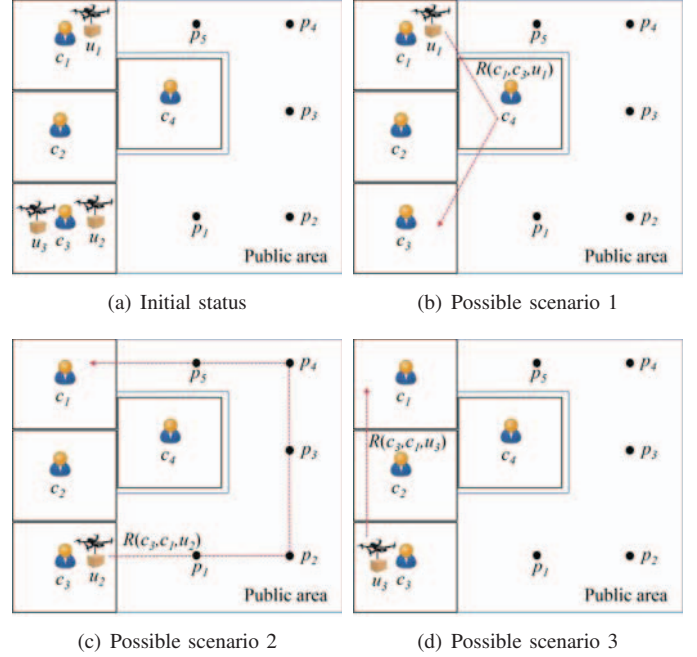 c1
u1
p5
p4
c4
p3
c2
u3
c3
u2
p1
p2
Public area
(a) Initial status
c1
u1
p5
p4
R(c1,c3,u1)
c4
p3
c2
c3
p1
p2
Public area
(b) Possible scenario 1
p5
p4
c1
c4
p3
c2
R(c3,c1,u2)
c3
u2
p1
p2
Public area
(c) Possible scenario 2
p5
p4
c1
R(c3,c1,u3)
c4
p3
c2
u3
c3
p1
p2
Public area
(d) Possible scenario 3